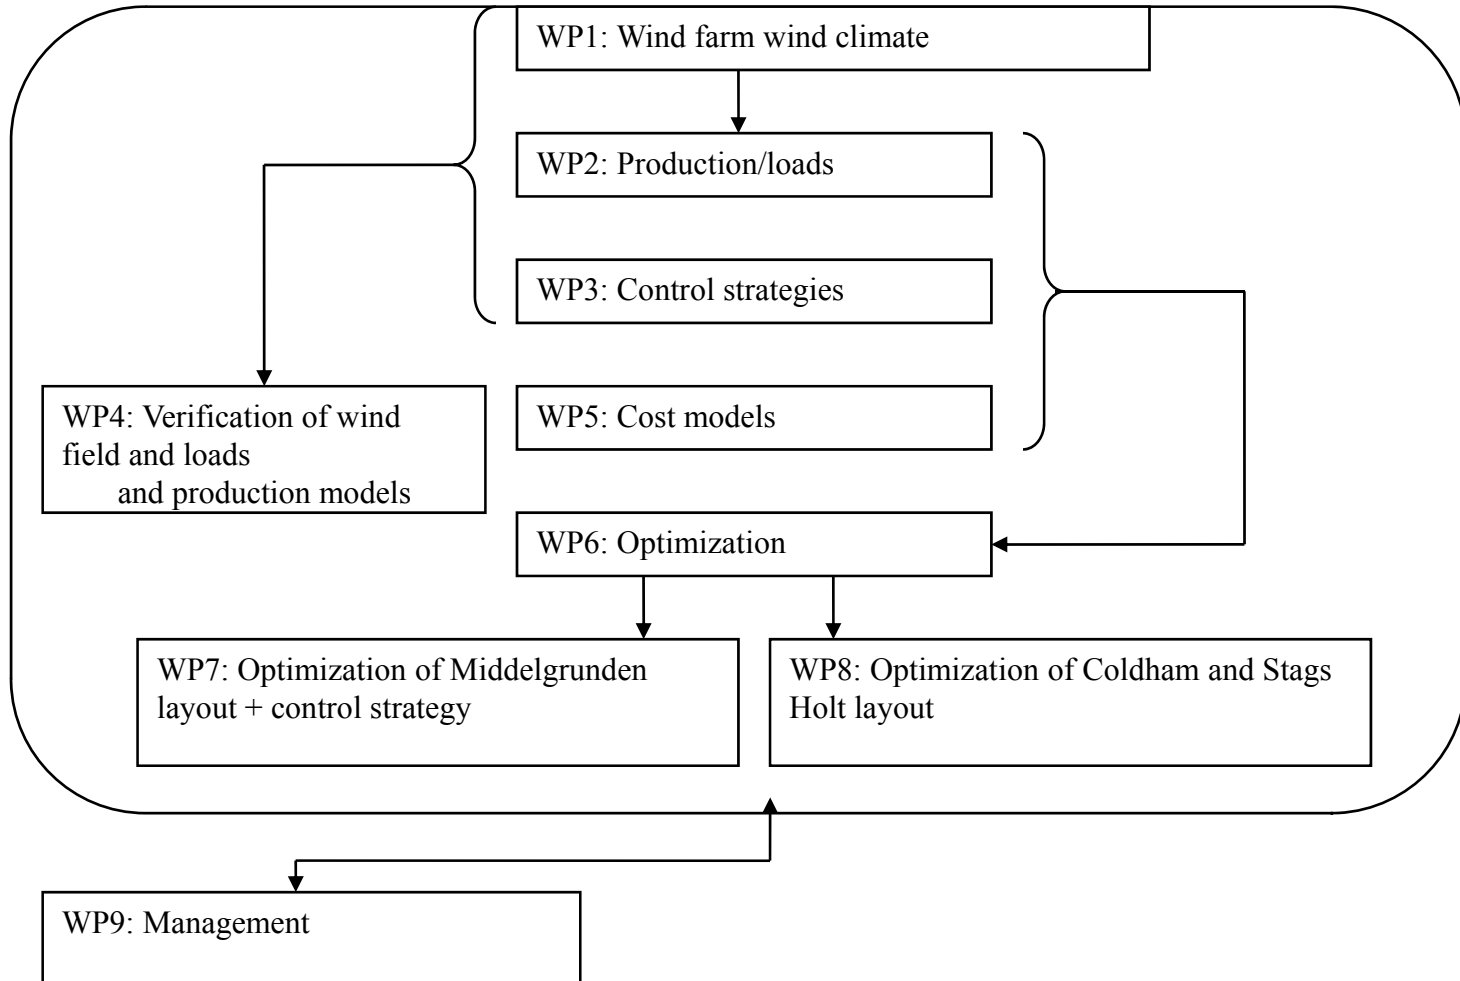 WP1: Wind farm wind climate
WP2: Production/loads
WP3: Control strategies
WP4: Verification of wind
field and loads
and production models
WP5: Cost models
WP6: Optimization
WP7: Optimization of Middelgrunden
layout + control strategy
WP8: Optimization of Coldham and Stags
Holt layout
WP9: Management